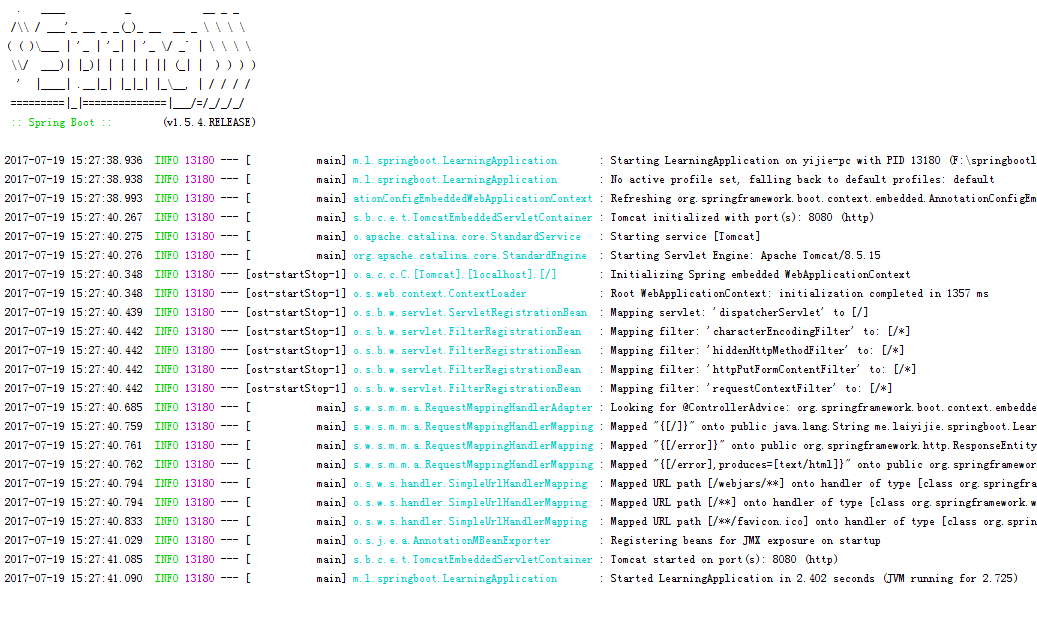 .   ____          _            __ _ _
 /\\ / ___'_ __ _ _(_)_ __  __ _ \ \ \ \
( ( )\___ | '_ | '_| | '_ \/ _` | \ \ \ \
 \\/  ___)| |_)| | | | | || (_| |  ) ) ) )
  '  |____| .__|_| |_|_| |_\__, | / / / /
 =========|_|==============|___/=/_/_/_/
 :: Spring Boot ::        (v1.5.4.RELEASE)
2017-07-19 15:27:38.936  INFO 13180 --- [           main] m.l.springboot.LearningApplication       : Starting LearningApplication on yijie-pc with PID 13180 (F:\springbootl
2017-07-19 15:27:38.938  INFO 13180 --- [           main] m.l.springboot.LearningApplication       : No active profile set, falling back to default profiles: default
2017-07-19 15:27:38.993  INFO 13180 --- [           main] ationConfigEmbeddedWebApplicationContext : Refreshing org.springframework.boot.context.embedded.AnnotationConfigEm
2017-07-19 15:27:40.267  INFO 13180 --- [           main] s.b.c.e.t.TomcatEmbeddedServletContainer : Tomcat initialized with port(s): 8080 (http)
2017-07-19 15:27:40.275  INFO 13180 --- [           main] o.apache.catalina.core.StandardService   : Starting service [Tomcat]
2017-07-19 15:27:40.276  INFO 13180 --- [           main] org.apache.catalina.core.StandardEngine  : Starting Servlet Engine: Apache Tomcat/8.5.15
2017-07-19 15:27:40.348  INFO 13180 --- [ost-startStop-1] o.a.c.c.C.[Tomcat].[localhost].[/]       : Initializing Spring embedded WebApplicationContext
2017-07-19 15:27:40.348  INFO 13180 --- [ost-startStop-1] o.s.web.context.ContextLoader            : Root WebApplicationContext: initialization completed in 1357 ms
2017-07-19 15:27:40.439  INFO 13180 --- [ost-startStop-1] o.s.b.w.servlet.ServletRegistrationBean  : Mapping servlet: 'dispatcherServlet' to [/]
2017-07-19 15:27:40.442  INFO 13180 --- [ost-startStop-1] o.s.b.w.servlet.FilterRegistrationBean   : Mapping filter: 'characterEncodingFilter' to: [/*]
2017-07-19 15:27:40.442  INFO 13180 --- [ost-startStop-1] o.s.b.w.servlet.FilterRegistrationBean   : Mapping filter: 'hiddenHttpMethodFilter' to: [/*]
2017-07-19 15:27:40.442  INFO 13180 --- [ost-startStop-1] o.s.b.w.servlet.FilterRegistrationBean   : Mapping filter: 'httpPutFormContentFilter' to: [/*]
2017-07-19 15:27:40.442  INFO 13180 --- [ost-startStop-1] o.s.b.w.servlet.FilterRegistrationBean   : Mapping filter: 'requestContextFilter' to: [/*]
2017-07-19 15:27:40.685  INFO 13180 --- [           main] s.w.s.m.m.a.RequestMappingHandlerAdapter : Looking for @ControllerAdvice: org.springframework.boot.context.embedde
2017-07-19 15:27:40.759  INFO 13180 --- [           main] s.w.s.m.m.a.RequestMappingHandlerMapping : Mapped "{[/]}" onto public java.lang.String me.laiyijie.springboot.Lear
2017-07-19 15:27:40.761  INFO 13180 --- [           main] s.w.s.m.m.a.RequestMappingHandlerMapping : Mapped "{[/error]}" onto public org.springframework.http.ResponseEntity
2017-07-19 15:27:40.762  INFO 13180 --- [           main] s.w.s.m.m.a.RequestMappingHandlerMapping : Mapped "{[/error],produces=[text/html]}" onto public org.springframewor
2017-07-19 15:27:40.794  INFO 13180 --- [           main] o.s.w.s.handler.SimpleUrlHandlerMapping  : Mapped URL path [/webjars/**] onto handler of type [class org.springfra
2017-07-19 15:27:40.794  INFO 13180 --- [           main] o.s.w.s.handler.SimpleUrlHandlerMapping  : Mapped URL path [/**] onto handler of type [class org.springframework.w
2017-07-19 15:27:40.833  INFO 13180 --- [           main] o.s.w.s.handler.SimpleUrlHandlerMapping  : Mapped URL path [/**/favicon.ico] onto handler of type [class org.sprin
2017-07-19 15:27:41.029  INFO 13180 --- [           main] o.s.j.e.a.AnnotationMBeanExporter        : Registering beans for JMX exposure on startup
2017-07-19 15:27:41.085  INFO 13180 --- [           main] s.b.c.e.t.TomcatEmbeddedServletContainer : Tomcat started on port(s): 8080 (http)
2017-07-19 15:27:41.090  INFO 13180 --- [           main] m.l.springboot.LearningApplication       : Started LearningApplication in 2.402 seconds (JVM running for 2.725)